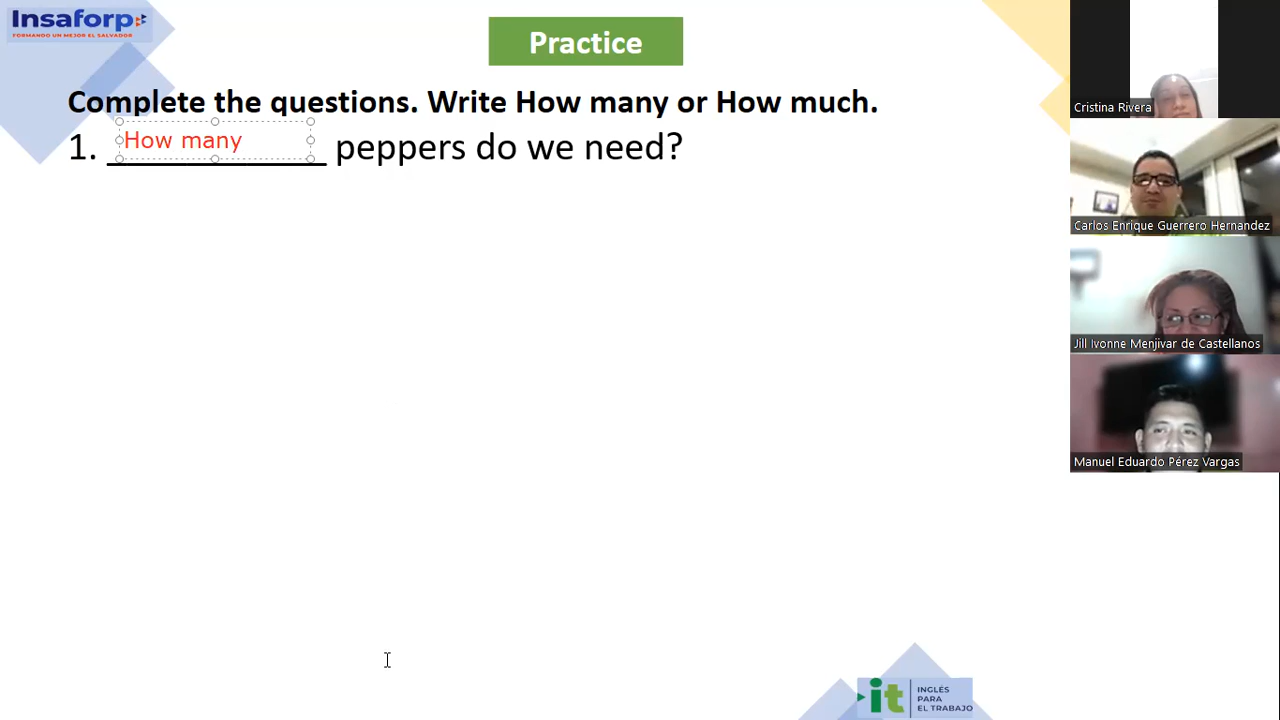 Insaforp
FORMANDO UN MEJOR EL SALVADOR
Practice
Complete the questions. Write How many or How much.
1. How many peppers do we need?
Cristina Rivera
Carlos Enrique Guerrero Hernandez
Jill Ivonne Menjivar de Castellanos
Manuel Eduardo Pérez Vargas
it
INGLÉS
PARA
EL TRABAJO